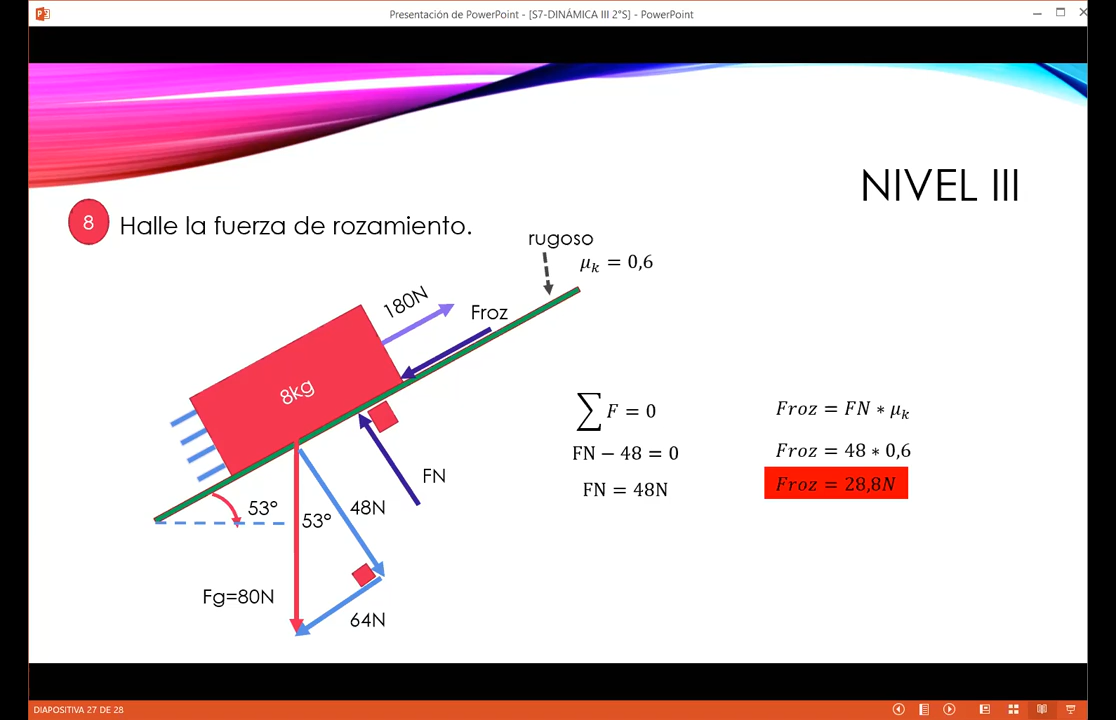 Presentación de PowerPoint - [S7-DINÁMICA III 2°S] - PowerPoint
NIVEL III
8 Halle la fuerza de rozamiento.
rugoso
μk = 0,6
180N
Froz
8kg
FN
53°
53°
48N
Fg=80N
64N
∑ F = 0
FN − 48 = 0
FN = 48N
Froz = FN ∗ μk
Froz = 48 ∗ 0,6
Froz = 28,8N
DIAPOSITIVA 27 DE 28